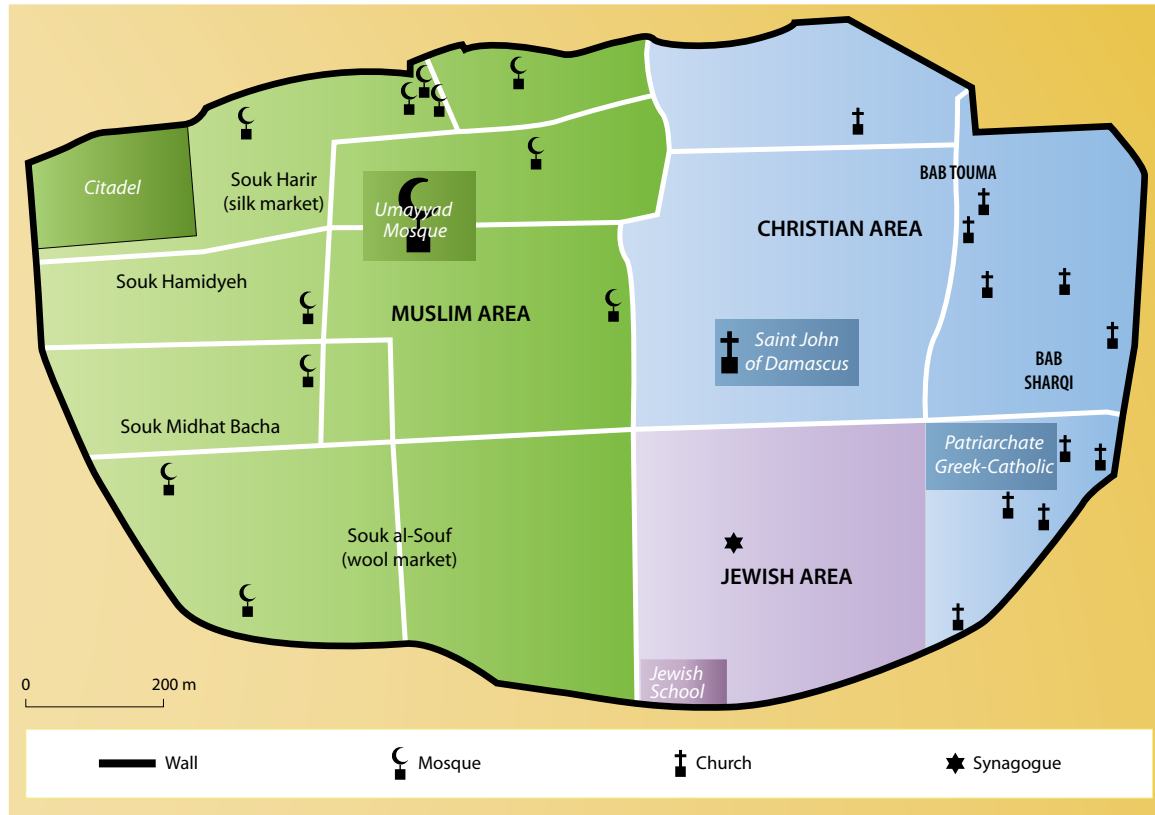 Citadel
Souk Harir
(silk market)
Umayyad
Mosque
BAB TOUMA
CHRISTIAN AREA
Souk Hamidyeh
MUSLIM AREA
Saint John
of Damascus
BAB
SHARQI
Souk Midhat Bacha
Patriarchate
Greek-Catholic
Souk al-Souf
(wool market)
JEWISH AREA
Jewish
School
0 200 m
Wall
Mosque
Church
Synagogue